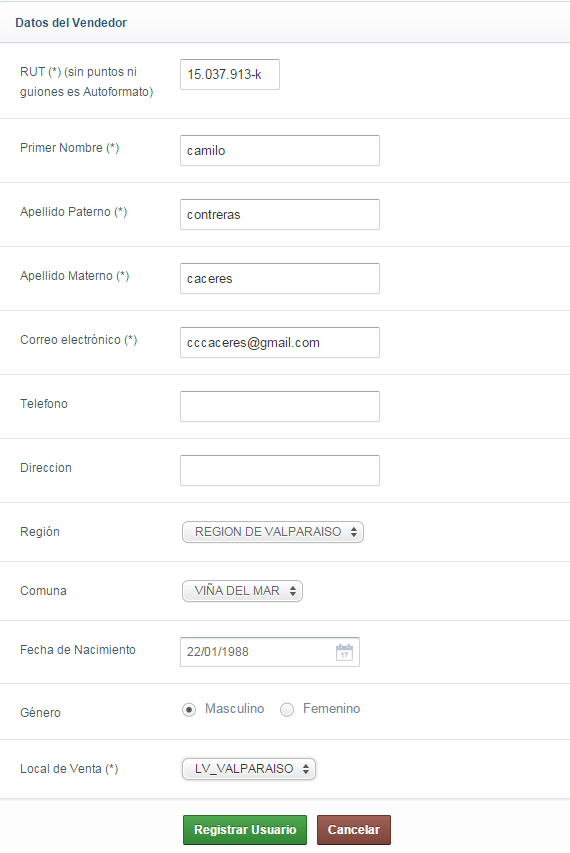 Datos del Vendedor
RUT (*) (sin puntos ni
guiones es Autoformato)
15.037.913-k
Primer Nombre (*)
camilo
Apellido Paterno (*)
contreras
Apellido Materno (*)
caceres
Correo electrónico (*)
cccaceres@gmail.com
Telefono
Direccion
Región
REGION DE VALPARAISO
Comuna
VIÑA DEL MAR
Fecha de Nacimiento
22/01/1988
17
Género
Masculino
Femenino
Local de Venta (*)
LV_VALPARAISO
Registrar Usuario
Cancelar